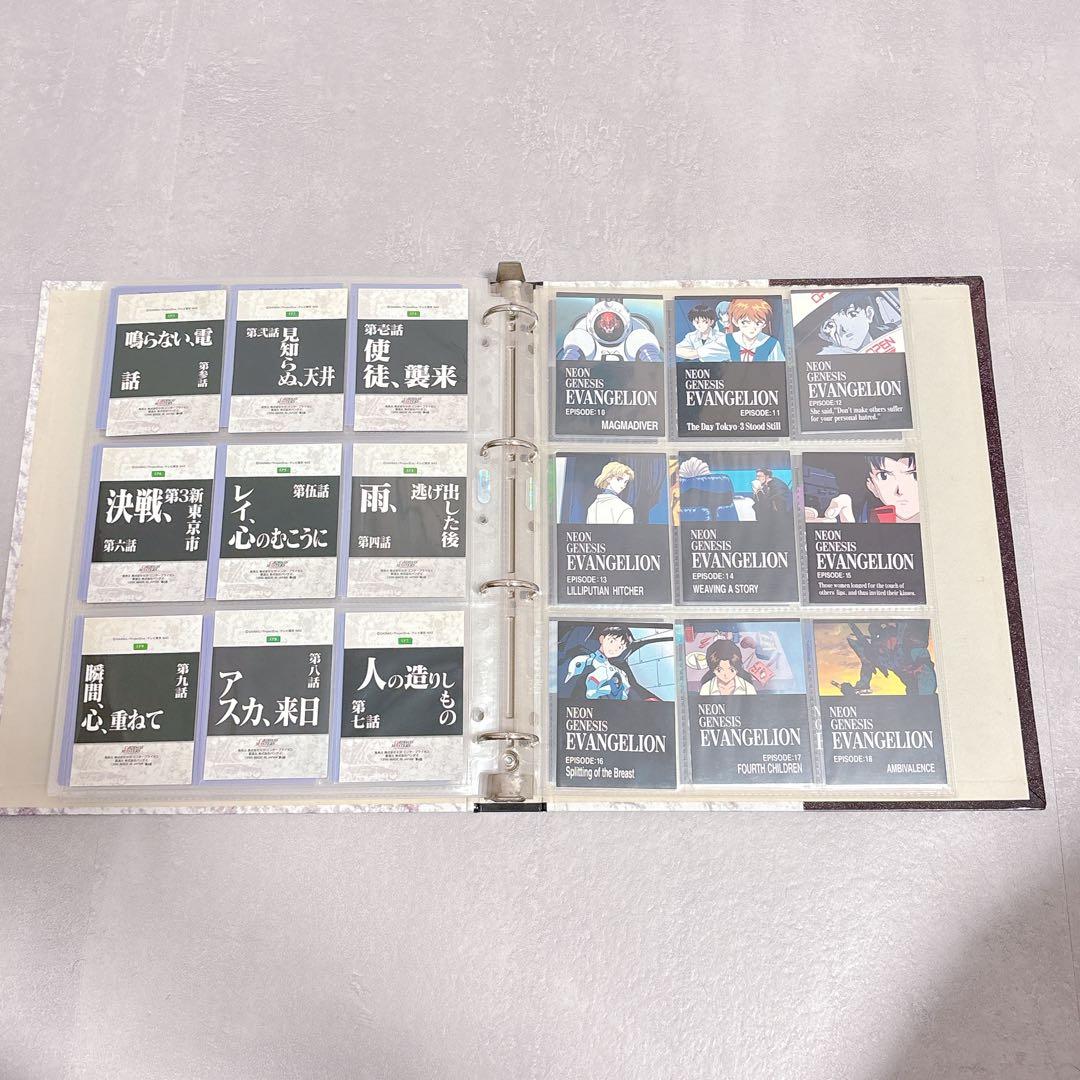 EP3
鳴らない、電
話
第参話
EP2
第弐話
見知らぬ、天井
EP1
第壱話
使
徒、襲来
EP6
決戦、第3新東京市
第六話
EP5
第伍話
レイ、心のむこうに
EP4
雨、逃げ出した後
第四話
EP9
第九話
瞬間、心、重ねて
EP8
第八話
ア
スカ、来日
EP7
人の造りしもの
第七話
NEON
GENESIS
EVANGELION
EPISODE:10
MAGMADIVER
NEON
GENESIS
EVANGELION
EPISODE:11
The Day Tokyo-3 Stood Still
NEON
GENESIS
EVANGELION
EPISODE:12
She said, "Don't make others suffer
for your personal hatred."
NEON
GENESIS
EVANGELION
EPISODE:13
LILLIPUTIAN HITCHER
NEON
GENESIS
EVANGELION
EPISODE:14
WEAVING A STORY
NEON
GENESIS
EVANGELION
EPISODE:15
Those women longed for the touch of
others' lips, and thus invited their kisses.
NEON
GENESIS
EVANGELION
EPISODE:16
Splitting of the Breast
NEON
GENESIS
EVANGELION
EPISODE:17
FOURTH CHILDREN
NEON
GENESIS
EVANGELION
EPISODE:18
AMBIVALENCE